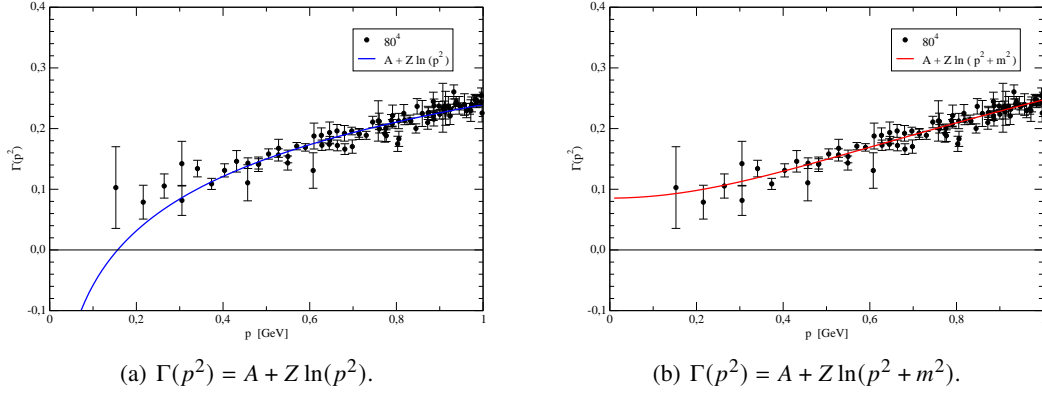 0,4
0,3
0,2
0,1
0,0
-0,1
Γ(p²)
80⁴
A + Z ln (p²)
0 0,2 0,4 0,6 0,8 1
p [GeV]
(a) Γ(p²) = A + Z ln(p²).
0,4
0,3
0,2
0,1
0,0
-0,1
Γ(p²)
80⁴
A + Z ln ( p² + m²)
0 0,2 0,4 0,6 0,8
p [GeV]
(b) Γ(p²) = A + Z ln(p² + m²).